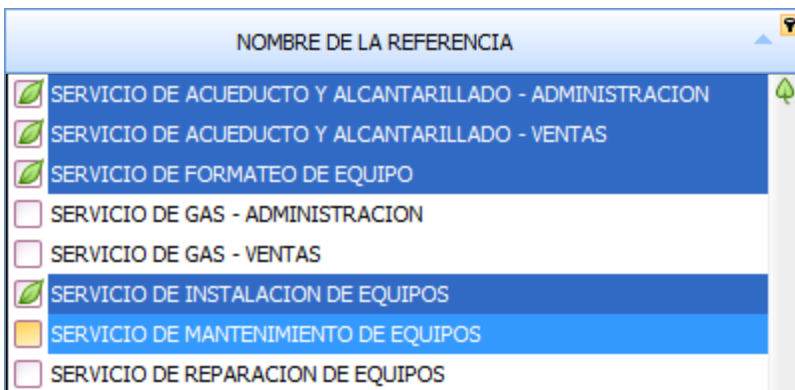 NOMBRE DE LA REFERENCIA
SERVICIO DE ACUEDUCTO Y ALCANTARILLADO - ADMINISTRACION
SERVICIO DE ACUEDUCTO Y ALCANTARILLADO - VENTAS
SERVICIO DE FORMATEO DE EQUIPO
SERVICIO DE GAS - ADMINISTRACION
SERVICIO DE GAS - VENTAS
SERVICIO DE INSTALACION DE EQUIPOS
SERVICIO DE MANTENIMIENTO DE EQUIPOS
SERVICIO DE REPARACION DE EQUIPOS